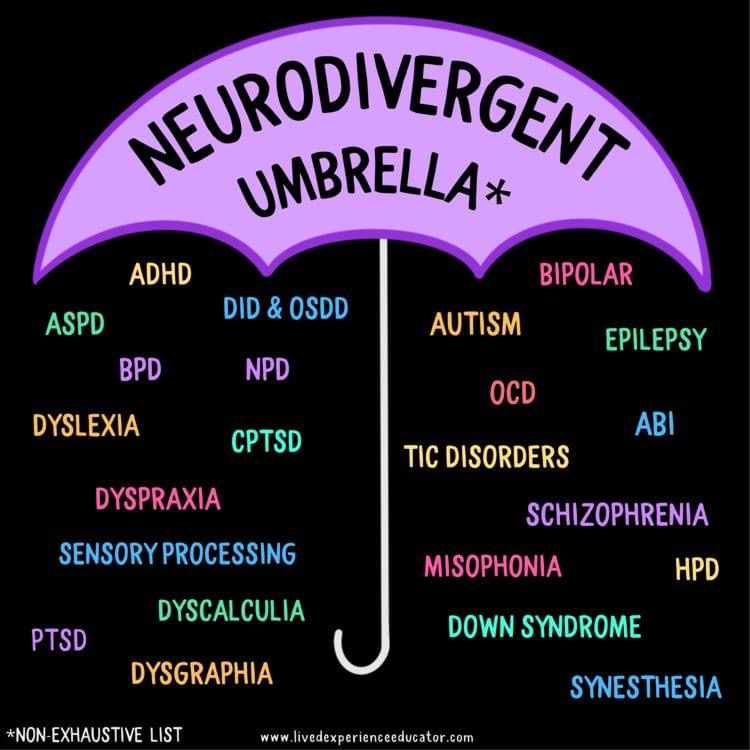 NEURODIVERGENT
UMBRELLA*
ADHD
ASPD
DID & OSDD
BPD
NPD
DYSLEXIA
CPTSD
DYSPRAXIA
SENSORY PROCESSING
DYSCALCULIA
PTSD
DYSGRAPHIA
BIPOLAR
AUTISM
EPILEPSY
OCD
ABI
TIC DISORDERS
SCHIZOPHRENIA
MISOPHONIA
HPD
DOWN SYNDROME
SYNESTHESIA
*NON-EXHAUSTIVE LIST
www.livedexperienceeducator.com